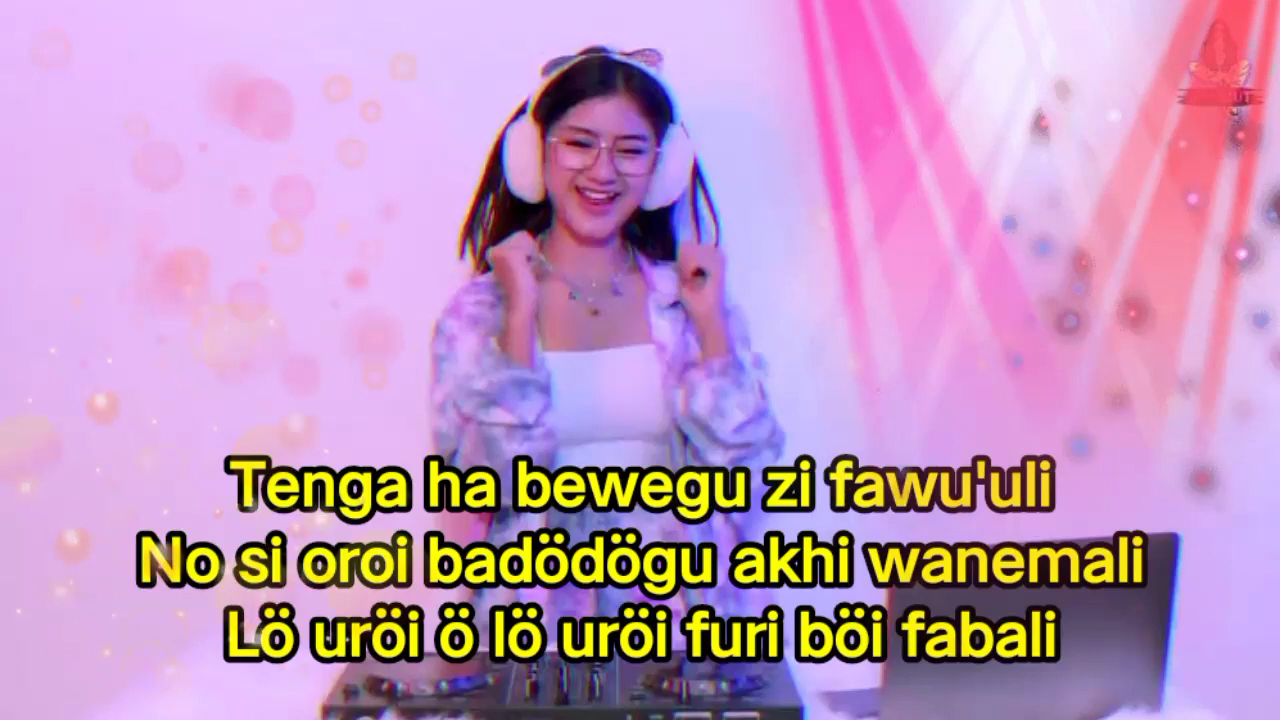 Tenga ha bewegu zi fawu'uli
No si oroi badödögu akhi wanemali
Lö uröi ö lö uröi furi böi fabali